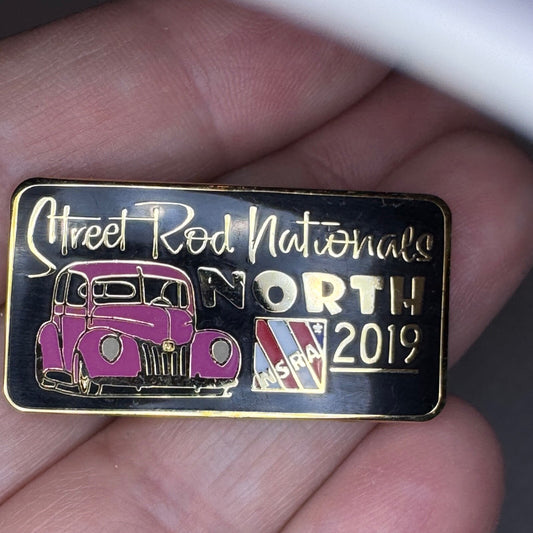 Street Rod Nationals
NORTH
2019
NSRA